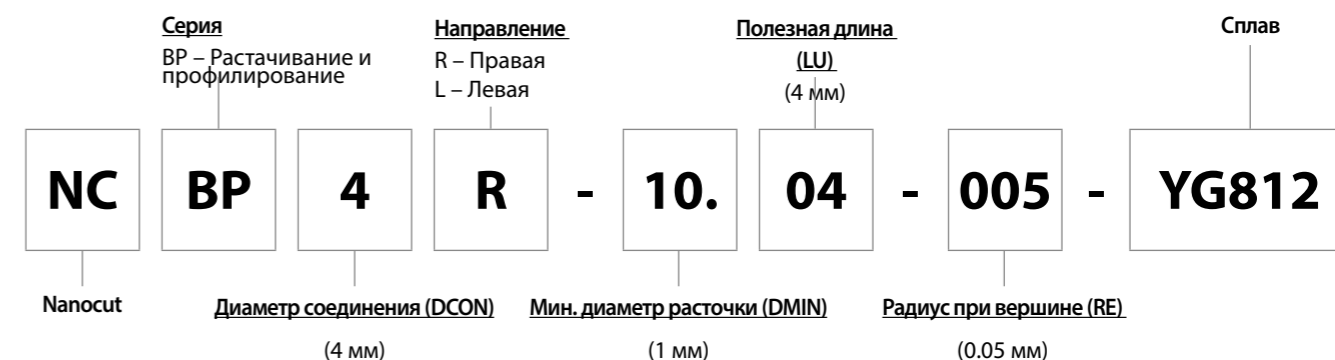 Серия
BP – Растачивание и
профилирование
Направление
R – Правая
L – Левая
Полезная длина
(LU)
(4 мм)
Сплав
NC BP 4 R - 10. 04 - 005 - YG812
Nanocut
Диаметр соединения (DCON)
(4 мм)
Мин. диаметр расточки (DMIN)
(1 мм)
Радиус при вершине (RE)
(0.05 мм)